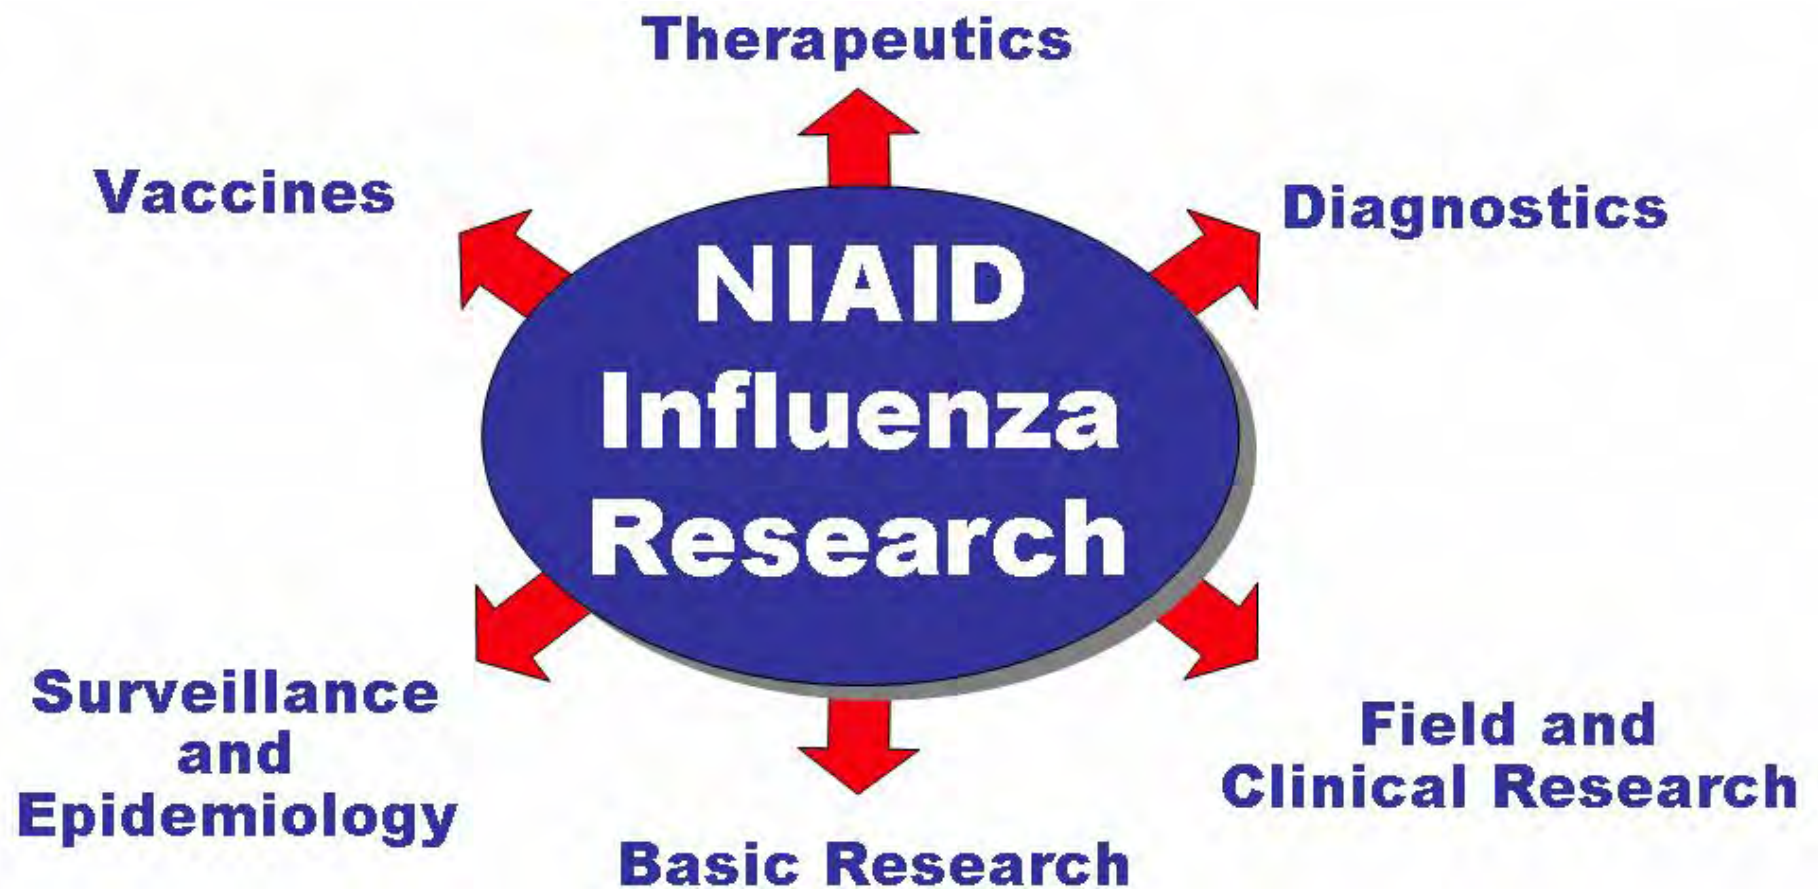 Therapeutics
Vaccines
Diagnostics
NIAID
Influenza
Research
Surveillance
and
Epidemiology
Field and
Clinical Research
Basic Research